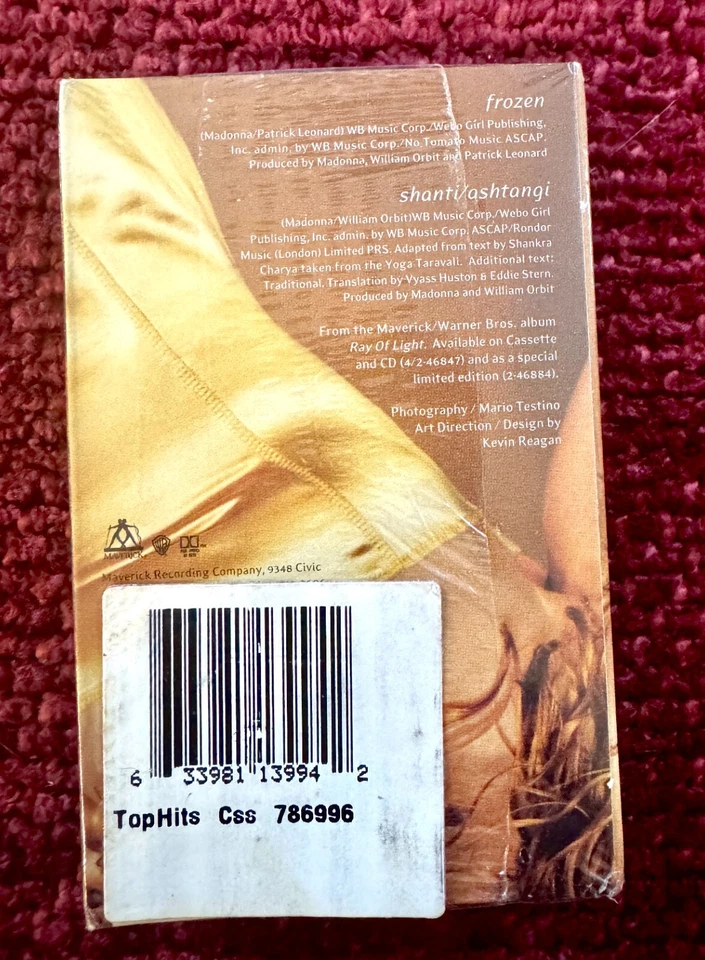 frozen
(Madonna/Patrick Leonard) WB Music Corp./Webo Girl Publishing,
Inc. admin. by WB Music Corp./No Tomato Music ASCAP.
Produced by Madonna, William Orbit and Patrick Leonard
shanti/ashtangi
(Madonna/William Orbit)WB Music Corp./Webo Girl
Publishing, Inc. admin. by WB Music Corp. ASCAP/Rondor
Music (London) Limited PRS. Adapted from text by Shankra
Charya taken from the Yoga Taravali. Additional text:
Traditional. Translation by Vyass Huston & Eddie Stern.
Produced by Madonna and William Orbit
From the Maverick/Warner Bros. album
Ray Of Light. Available on Cassette
and CD (4/2-46847) and as a special
limited edition (2-46884).
Photography / Mario Testino
Art Direction / Design by
Kevin Reagan
MAVERICK
Maverick Recording Company, 9348 Civic
6 33981 13994 2
TopHits Css 786996